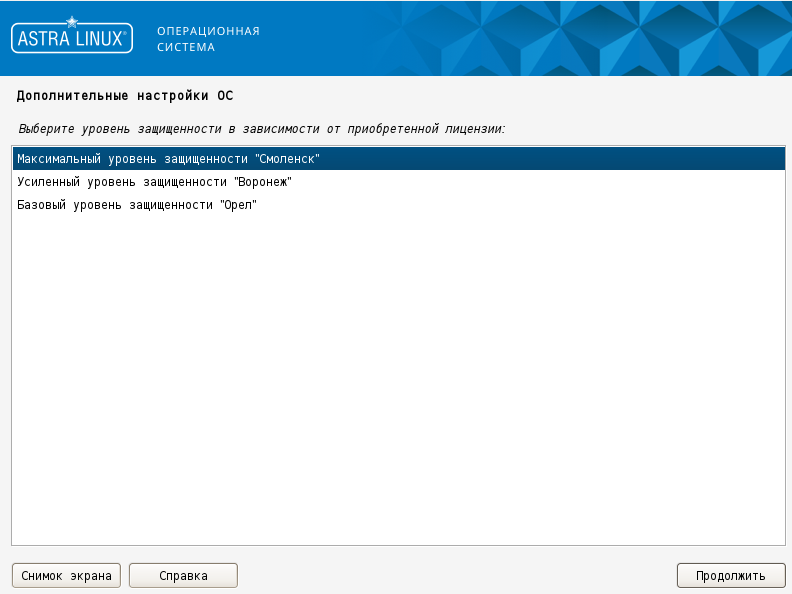 ASTRA LINUX®
ОПЕРАЦИОННАЯ
СИСТЕМА
Дополнительные настройки ОС
Выберите уровень защищенности в зависимости от приобретенной лицензии:
Максимальный уровень защищенности "Смоленск"
Усиленный уровень защищенности "Воронеж"
Базовый уровень защищенности "Орел"
Снимок экрана
Справка
Продолжить